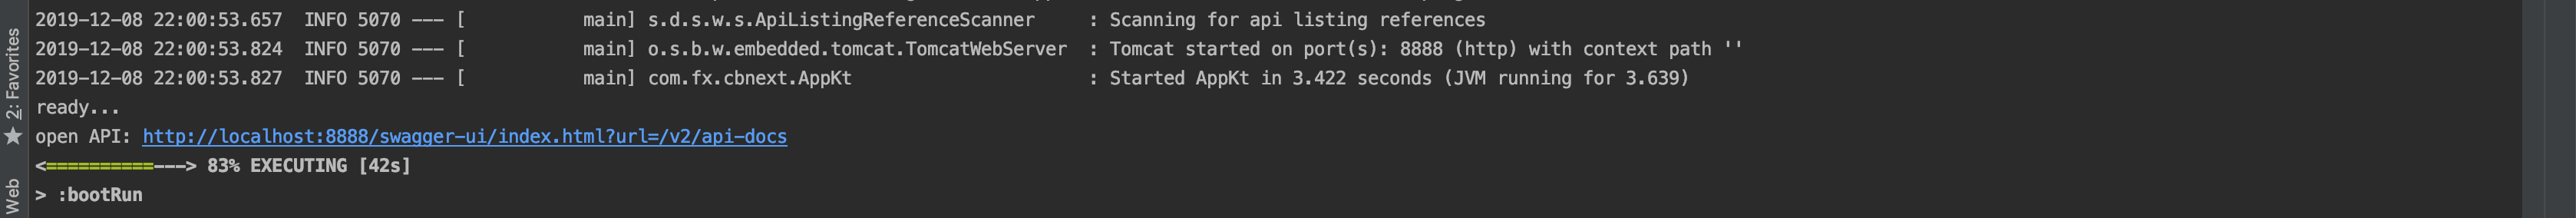 2019-12-08 22:00:53.657  INFO 5070 --- [           main] s.d.s.w.s.ApiListingReferenceScanner     : Scanning for api listing references
2019-12-08 22:00:53.824  INFO 5070 --- [           main] o.s.b.w.embedded.tomcat.TomcatWebServer  : Tomcat started on port(s): 8888 (http) with context path ''
2019-12-08 22:00:53.827  INFO 5070 --- [           main] com.fx.cbnext.AppKt                      : Started AppKt in 3.422 seconds (JVM running for 3.639)
ready...
open API: http://localhost:8888/swagger-ui/index.html?url=/v2/api-docs
<==========---> 83% EXECUTING [42s]
> :bootRun
2: Favorites
Web